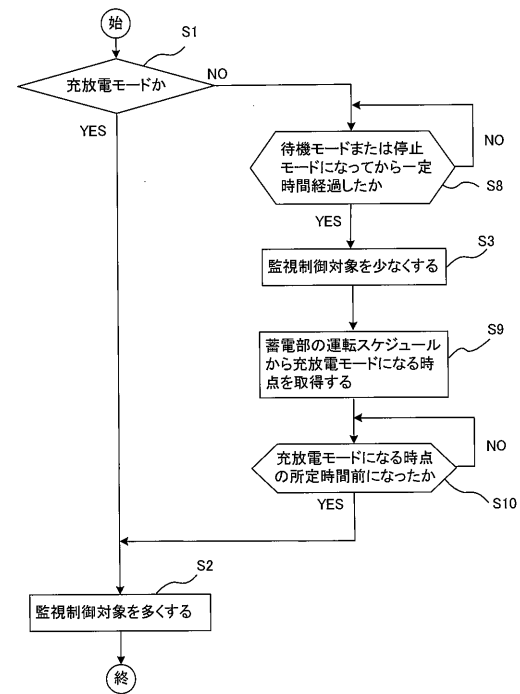 始
S1
充放電モードか
NO
YES
待機モードまたは停止
モードになってから一定
時間経過したか
NO
S8
YES
S3
監視制御対象を少なくする
S9
蓄電部の運転スケジュール
から充放電モードになる時
点を取得する
充放電モードになる時点
の所定時間前になったか
NO
S10
YES
S2
監視制御対象を多くする
終